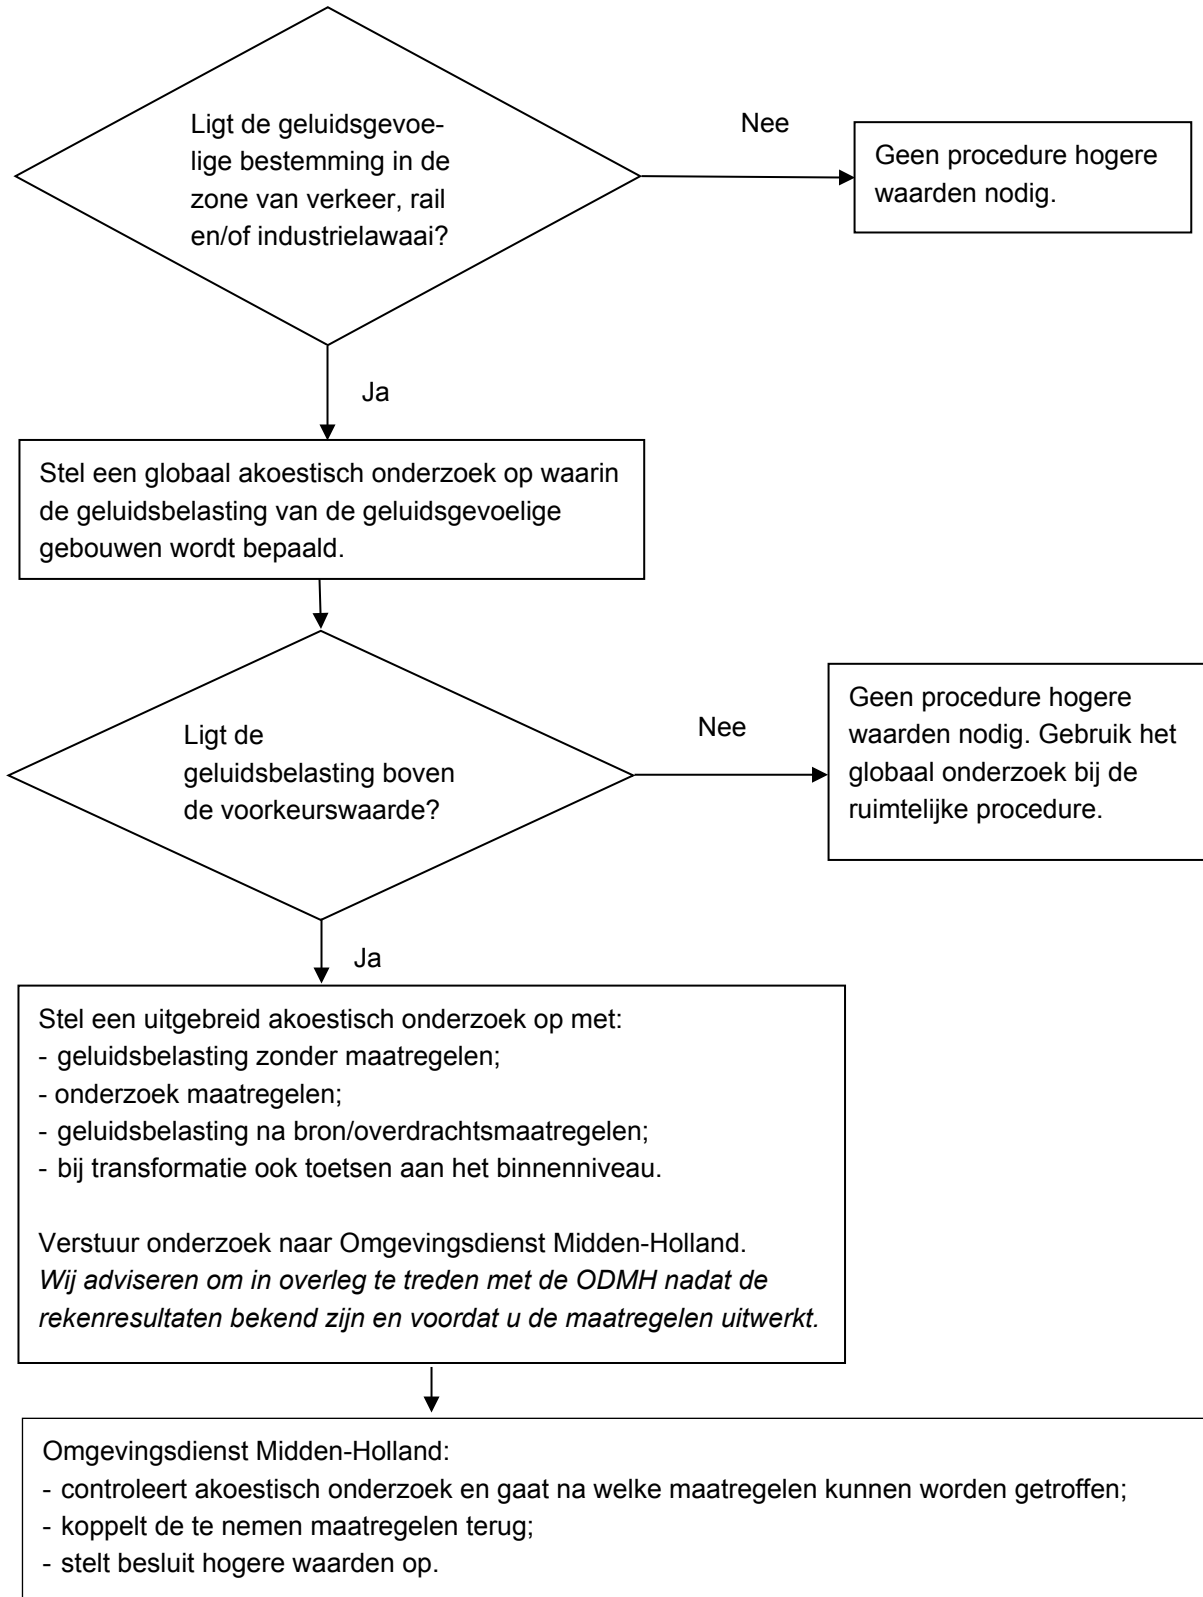 Ligt de geluidsgevoe-
lige bestemming in de
zone van verkeer, rail
en/of industrielawaai?
Nee
Geen procedure hogere
waarden nodig.
Ja
Stel een globaal akoestisch onderzoek op waarin
de geluidsbelasting van de geluidsgevoelige
gebouwen wordt bepaald.
Ligt de
geluidsbelasting boven
de voorkeurswaarde?
Nee
Geen procedure hogere
waarden nodig. Gebruik het
globaal onderzoek bij de
ruimtelijke procedure.
Ja
Stel een uitgebreid akoestisch onderzoek op met:
- geluidsbelasting zonder maatregelen;
- onderzoek maatregelen;
- geluidsbelasting na bron/overdrachtsmaatregelen;
- bij transformatie ook toetsen aan het binnenniveau.
Verstuur onderzoek naar Omgevingsdienst Midden-Holland.
Wij adviseren om in overleg te treden met de ODMH nadat de
rekenresultaten bekend zijn en voordat u de maatregelen uitwerkt.
Omgevingsdienst Midden-Holland:
- controleert akoestisch onderzoek en gaat na welke maatregelen kunnen worden getroffen;
- koppelt de te nemen maatregelen terug;
- stelt besluit hogere waarden op.